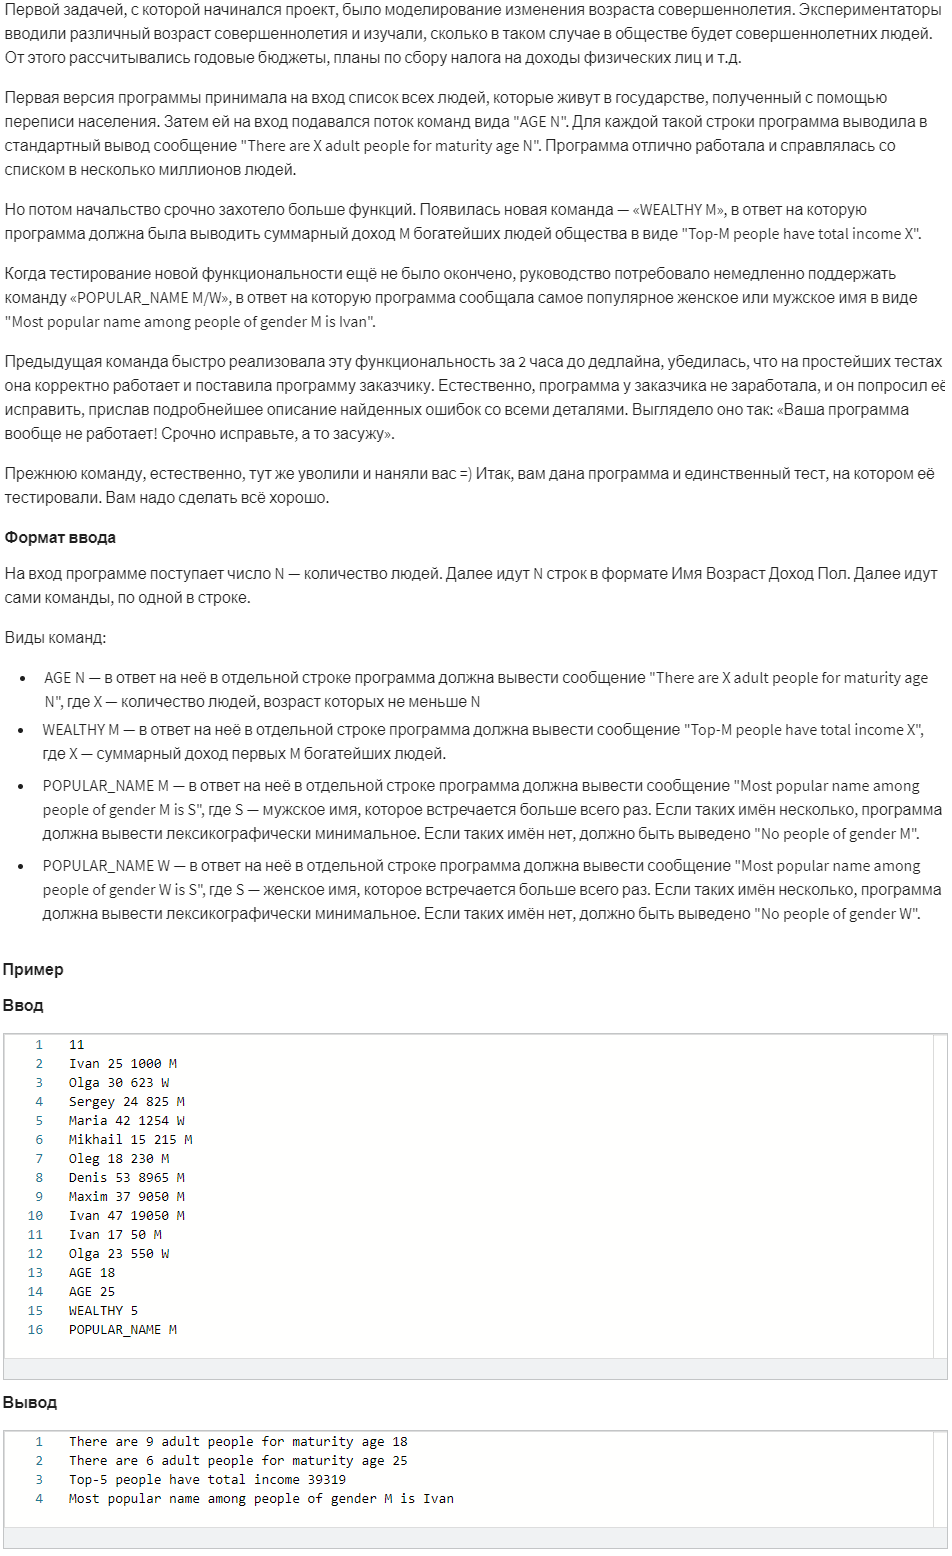 Первой задачей, с которой начинался проект, было моделирование изменения возраста совершеннолетия. Экспериментаторы
вводили различный возраст совершеннолетия и изучали, сколько в таком случае в обществе будет совершеннолетних людей.
От этого рассчитывались годовые бюджеты, планы по сбору налога на доходы физических лиц и т.д.
Первая версия программы принимала на вход список всех людей, которые живут в государстве, полученный с помощью
переписи населения. Затем ей на вход подавался поток команд вида "AGE N". Для каждой такой строки программа выводила в
стандартный вывод сообщение "There are X adult people for maturity age N". Программа отлично работала и справлялась со
списком в несколько миллионов людей.
Но потом начальство срочно захотело больше функций. Появилась новая команда — «WEALTHY M», в ответ на которую
программа должна была выводить суммарный доход M богатейших людей общества в виде "Top-M people have total income X".
Когда тестирование новой функциональности ещё не было окончено, руководство потребовало немедленно поддержать
команду «POPULAR_NAME M/W», в ответ на которую программа сообщала самое популярное женское или мужское имя в виде
"Most popular name among people of gender M is Ivan".
Предыдущая команда быстро реализовала эту функциональность за 2 часа до дедлайна, убедилась, что на простейших тестах
она корректно работает и поставила программу заказчику. Естественно, программа у заказчика не заработала, и он попросил её
исправить, прислав подробнейшее описание найденных ошибок со всеми деталями. Выглядело оно так: «Ваша программа
вообще не работает! Срочно исправьте, а то засужу».
Прежнюю команду, естественно, тут же уволили и наняли вас =) Итак, вам дана программа и единственный тест, на котором её
тестировали. Вам надо сделать всё хорошо.
Формат ввода
На вход программе поступает число N — количество людей. Далее идут N строк в формате Имя Возраст Доход Пол. Далее идут
сами команды, по одной в строке.
Виды команд:
• AGE N — в ответ на неё в отдельной строке программа должна вывести сообщение "There are X adult people for maturity age
N", где X — количество людей, возраст которых не меньше N
• WEALTHY M — в ответ на неё в отдельной строке программа должна вывести сообщение "Top-M people have total income X",
где X — суммарный доход первых M богатейших людей.
• POPULAR_NAME M — в ответ на неё в отдельной строке программа должна вывести сообщение "Most popular name among
people of gender M is S", где S — мужское имя, которое встречается больше всего раз. Если таких имён несколько, программа
должна вывести лексикографически минимальное. Если таких имён нет, должно быть выведено "No people of gender M".
• POPULAR_NAME W — в ответ на неё в отдельной строке программа должна вывести сообщение "Most popular name among
people of gender W is S", где S — женское имя, которое встречается больше всего раз. Если таких имён несколько, программа
должна вывести лексикографически минимальное. Если таких имён нет, должно быть выведено "No people of gender W".
Пример
Ввод
1 11
2 Ivan 25 1000 M
3 Olga 30 623 W
4 Sergey 24 825 M
5 Maria 42 1254 W
6 Mikhail 15 215 M
7 Oleg 18 230 M
8 Denis 53 8965 M
9 Maxim 37 9050 M
10 Ivan 47 19050 M
11 Ivan 17 50 M
12 Olga 23 550 W
13 AGE 18
14 AGE 25
15 WEALTHY 5
16 POPULAR_NAME M
Вывод
1 There are 9 adult people for maturity age 18
2 There are 6 adult people for maturity age 25
3 Top-5 people have total income 39319
4 Most popular name among people of gender M is Ivan